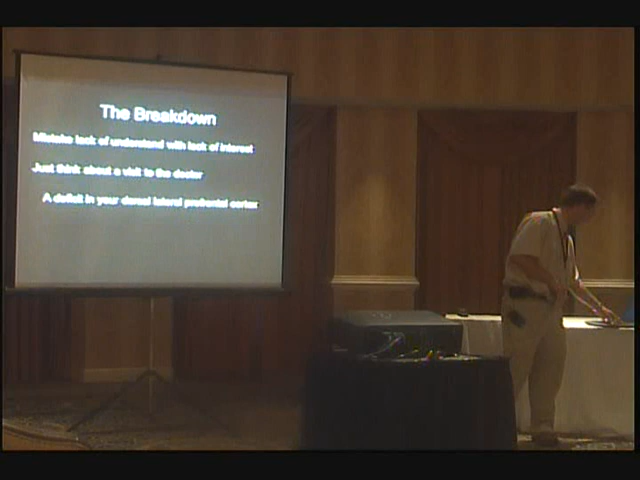 The Breakdown
Mistake lack of understand with lack of interest
Just think about a visit to the doctor
A deficit in your dorsal lateral prefrontal cortex